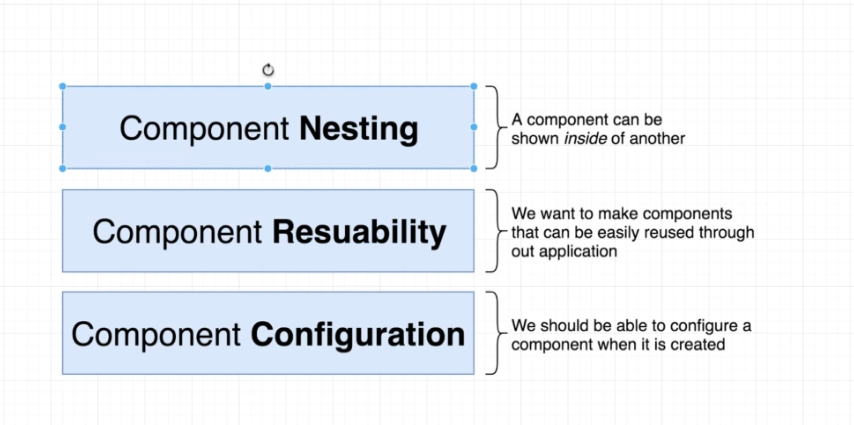 Component Nesting
A component can be
shown inside of another
Component Resuability
We want to make components
that can be easily reused through
out application
Component Configuration
We should be able to configure a
component when it is created